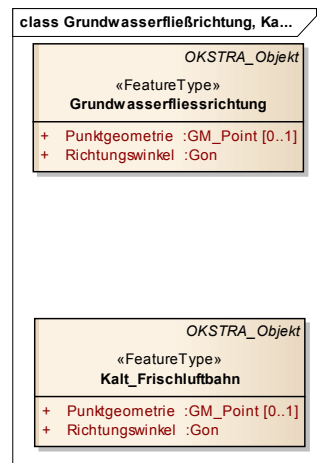 class Grundwasserfließrichtung, Ka...
OKSTRA_Objekt
«FeatureType»
Grundwasserfliessrichtung
+ Punktgeometrie :GM_Point [0..1]
+ Richtungswinkel :Gon
OKSTRA_Objekt
«FeatureType»
Kalt_Frischluftbahn
+ Punktgeometrie :GM_Point [0..1]
+ Richtungswinkel :Gon